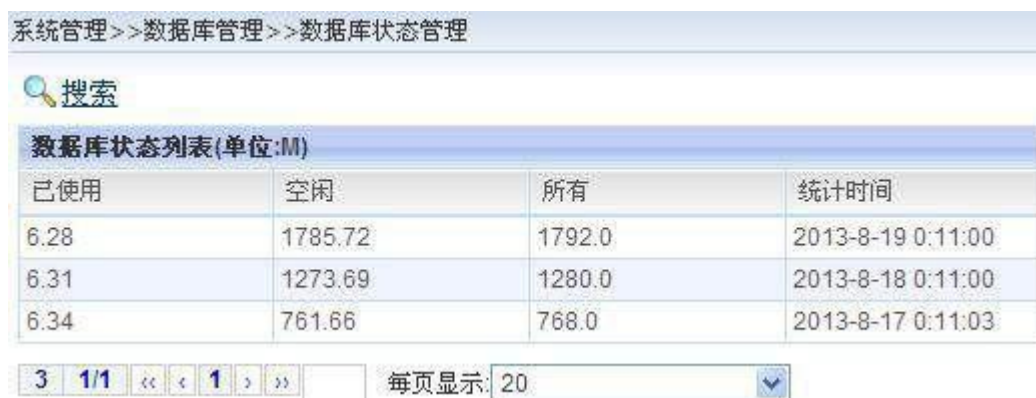 系统管理>>数据库管理>>数据库状态管理
搜索
数据库状态列表(单位:M)
已使用 空闲 所有 统计时间
6.28 1785.72 1792.0 2013-8-19 0:11:00
6.31 1273.69 1280.0 2013-8-18 0:11:00
6.34 761.66 768.0 2013-8-17 0:11:03
3 1/1 ‹‹ ‹ 1 › ›› 每页显示: 20